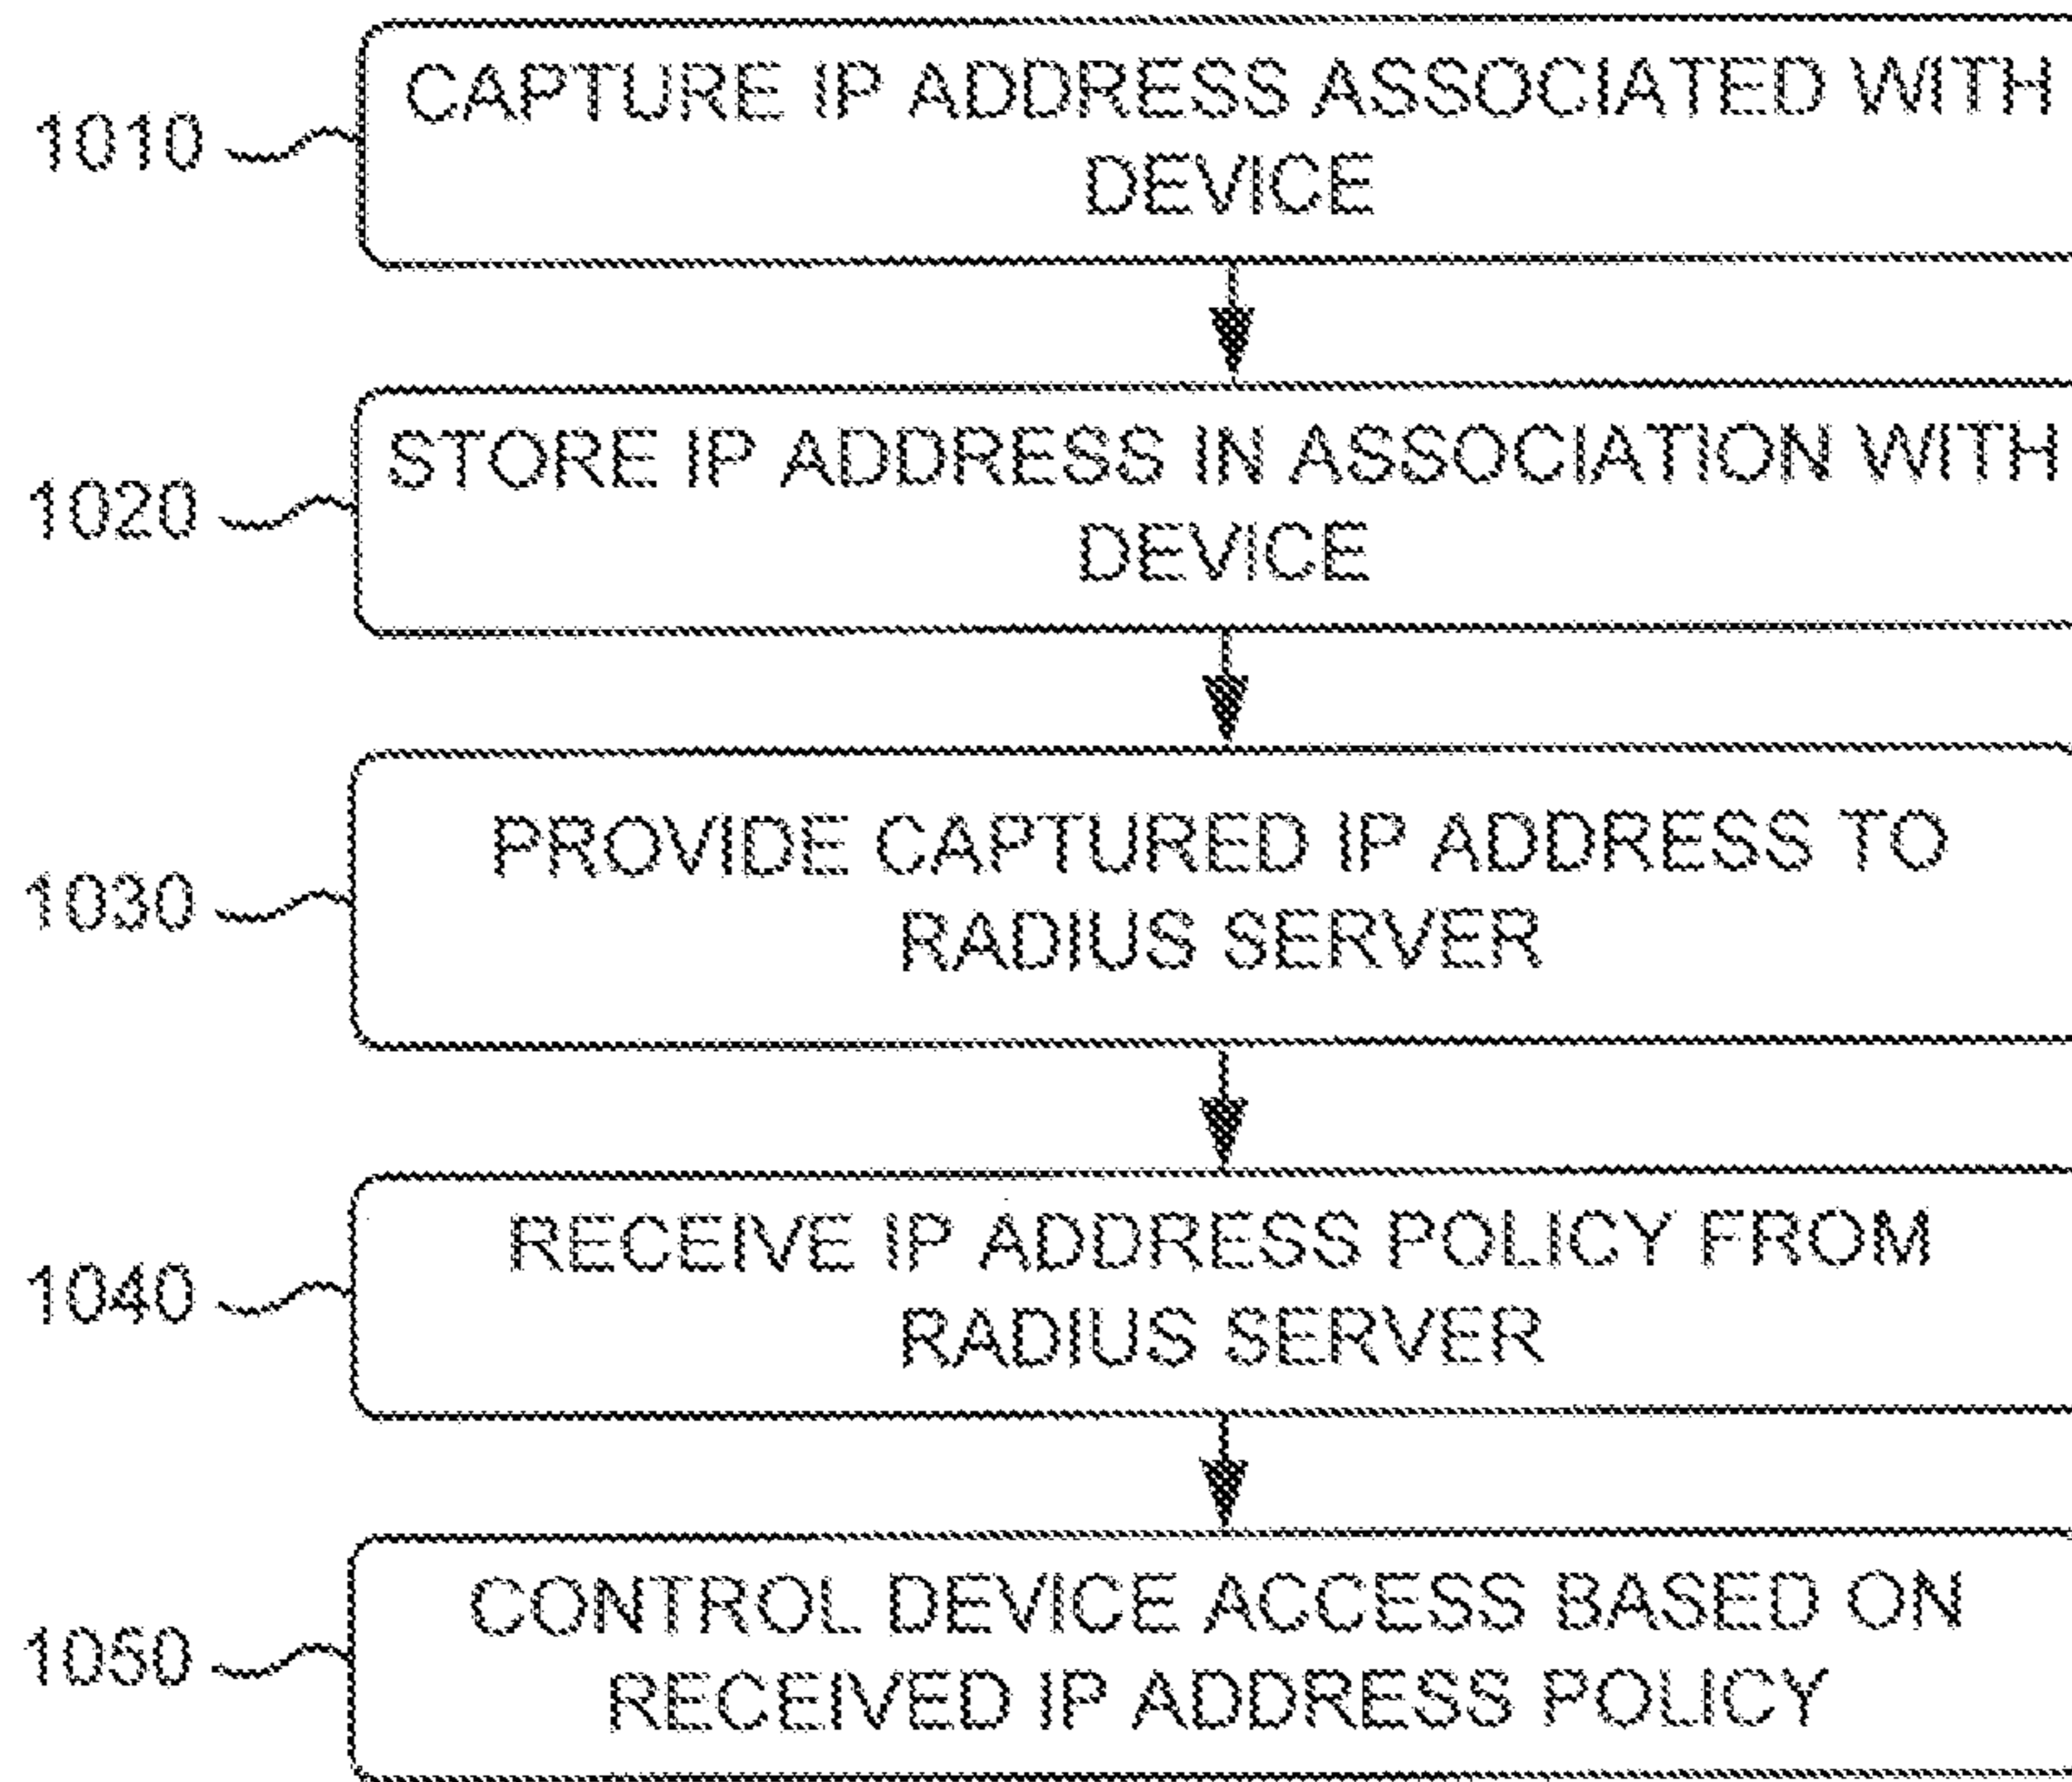 1010
CAPTURE IP ADDRESS ASSOCIATED WITH
DEVICE
1020
STORE IP ADDRESS IN ASSOCIATION WITH
DEVICE
1030
PROVIDE CAPTURED IP ADDRESS TO
RADIUS SERVER
1040
RECEIVE IP ADDRESS POLICY FROM
RADIUS SERVER
1050
CONTROL DEVICE ACCESS BASED ON
RECEIVED IP ADDRESS POLICY